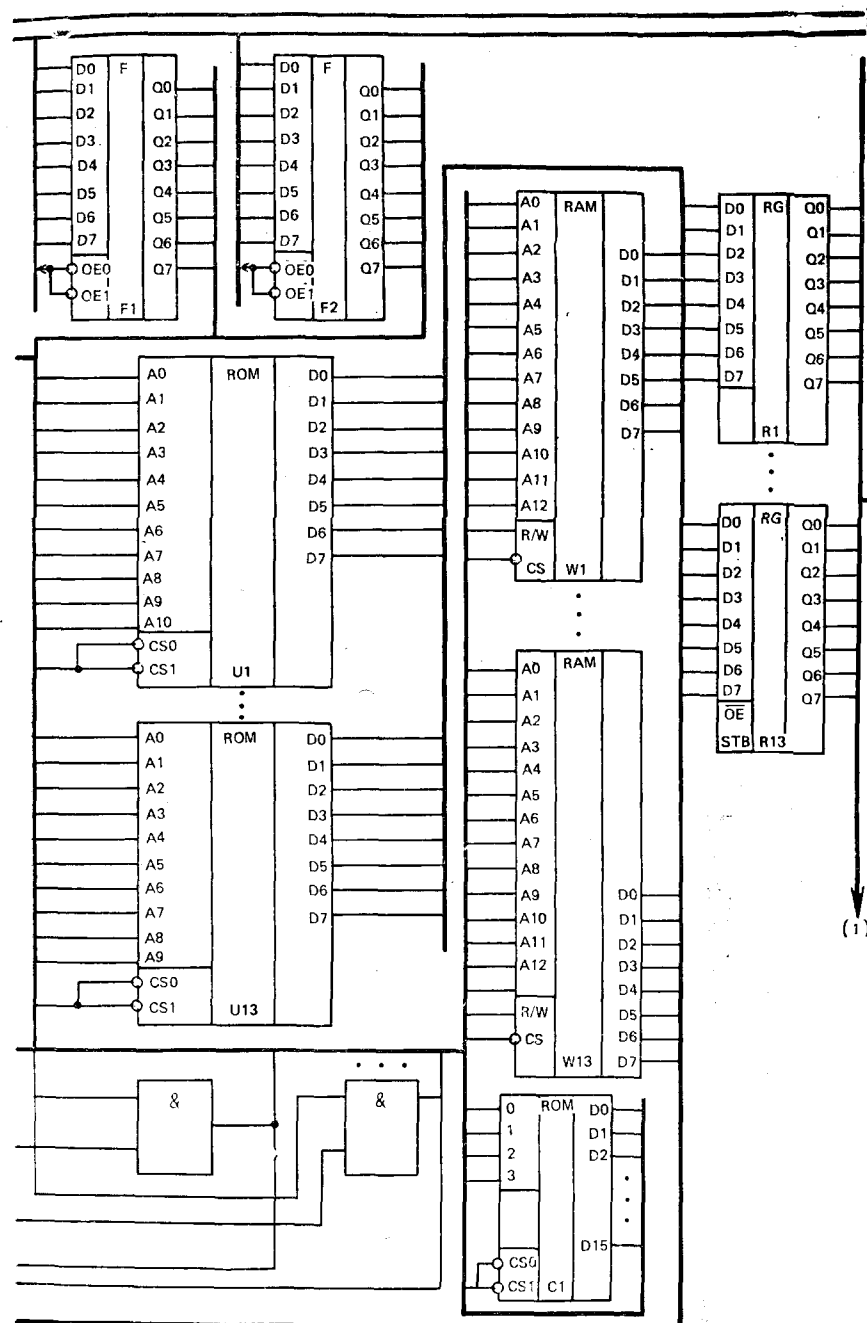 D0 F
D1 Q0
D2 Q1
D3 Q2
D4 Q3
D5 Q4
D6 Q5
D7 Q6
OE0 Q7
OE1
F1
D0 F
D1 Q0
D2 Q1
D3 Q2
D4 Q3
D5 Q4
D6 Q5
D7 Q6
OE0 Q7
OE1
F2
A0 RAM
A1
A2 D0
A3 D1
A4 D2
A5 D3
A6 D4
A7 D5
A8 D6
A9 D7
A10
A11
A12
R/W
CS W1
D0 RG Q0
D1 Q1
D2 Q2
D3 Q3
D4 Q4
D5 Q5
D6 Q6
D7 Q7
R1
A0 ROM D0
A1 D1
A2 D2
A3 D3
A4 D4
A5 D5
A6 D6
A7 D7
A8
A9
A10
CS0
CS1 U1
D0 RG Q0
D1 Q1
D2 Q2
D3 Q3
D4 Q4
D5 Q5
D6 Q6
D7 Q7
OE
STB R13
A0 ROM D0
A1 D1
A2 D2
A3 D3
A4 D4
A5 D5
A6 D6
A7 D7
A8
A9
CS0
CS1 U13
A0 RAM
A1
A2
A3
A4
A5
A6
A7
A8
A9 D0
A10 D1
A11 D2
A12 D3
D4
R/W D5
CS D6
W13 D7
(1)
&
&
0 ROM D0
1 D1
2 D2
3
D15
CS0
CS1 C1